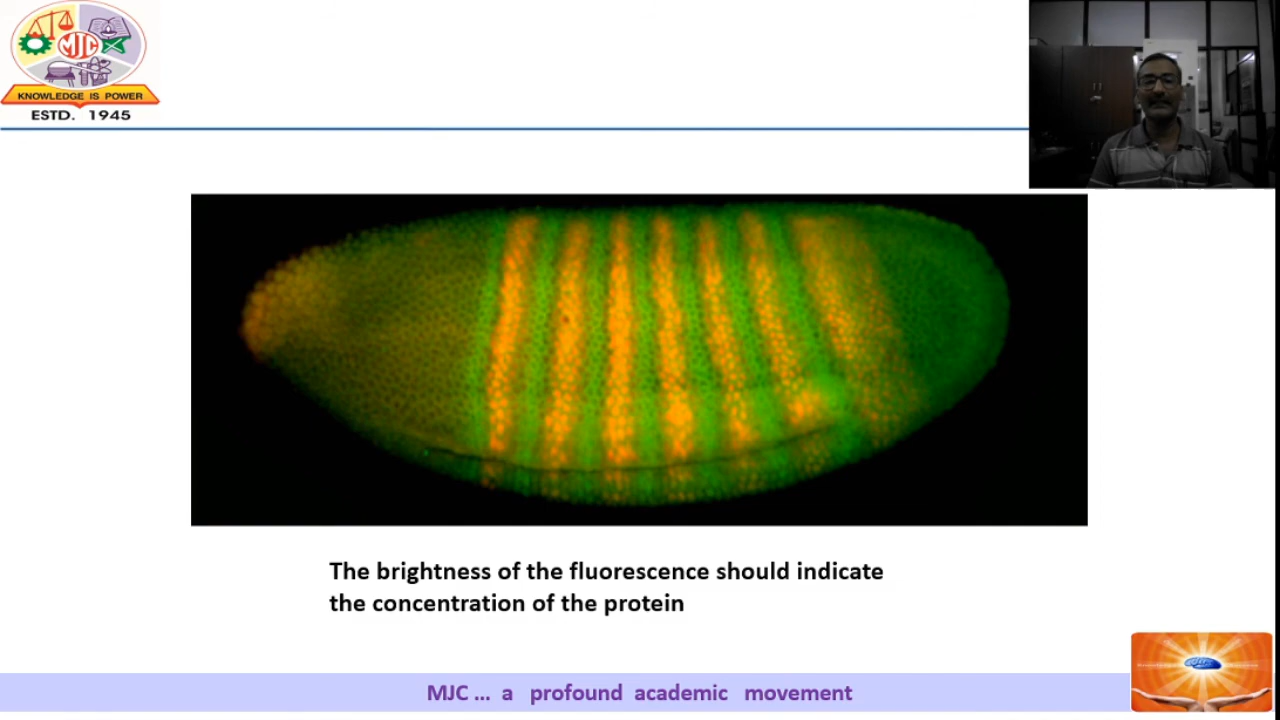 MJC
KNOWLEDGE IS POWER
ESTD. 1945
The brightness of the fluorescence should indicate
the concentration of the protein
MJC ... a profound academic movement